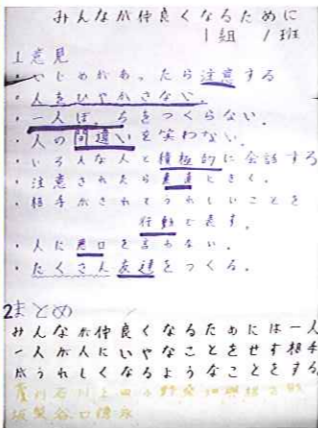 みんなが仲良くなるために
1組 1班
1意見
・いじめがあったら注意する
・人をひやかさない。
・一人ぼっちをつくらない。
・人の間違いを笑わない。
・いろんな人と積極的に会話する
・注意されたら素直にきく。
・相手がされてうれしいことを
行動で表す。
・人に悪口を言わない。
・たくさん友達をつくる。
2まとめ
みんなが仲良くなるためには一人
一人が人にいやなことをせず相手
がうれしくなるようなことをする